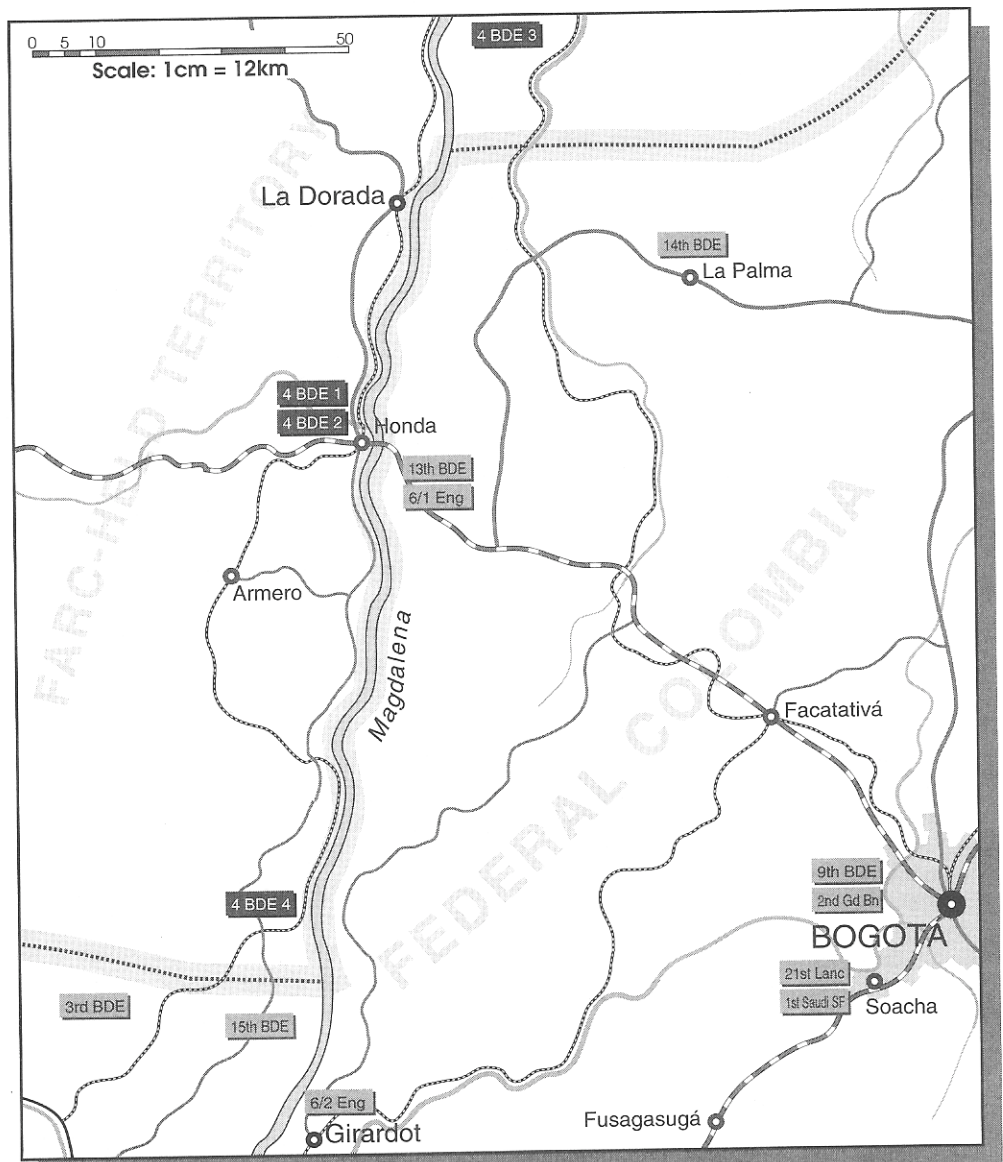 0 5 10 50
Scale: 1cm = 12km
4 BDE 3
La Dorada
14th BDE
La Palma
FARC-HELD TERRITORY
4 BDE 1
4 BDE 2
Honda
13th BDE
6/1 Eng
Armero
Magdalena
FEDERAL COLOMBIA
Facatativá
9th BDE
2nd Gd Bn
BOGOTA
4 BDE 4
21st Lanc
1st Saudi SF
Soacha
3rd BDE
15th BDE
6/2 Eng
Girardot
Fusagasugá